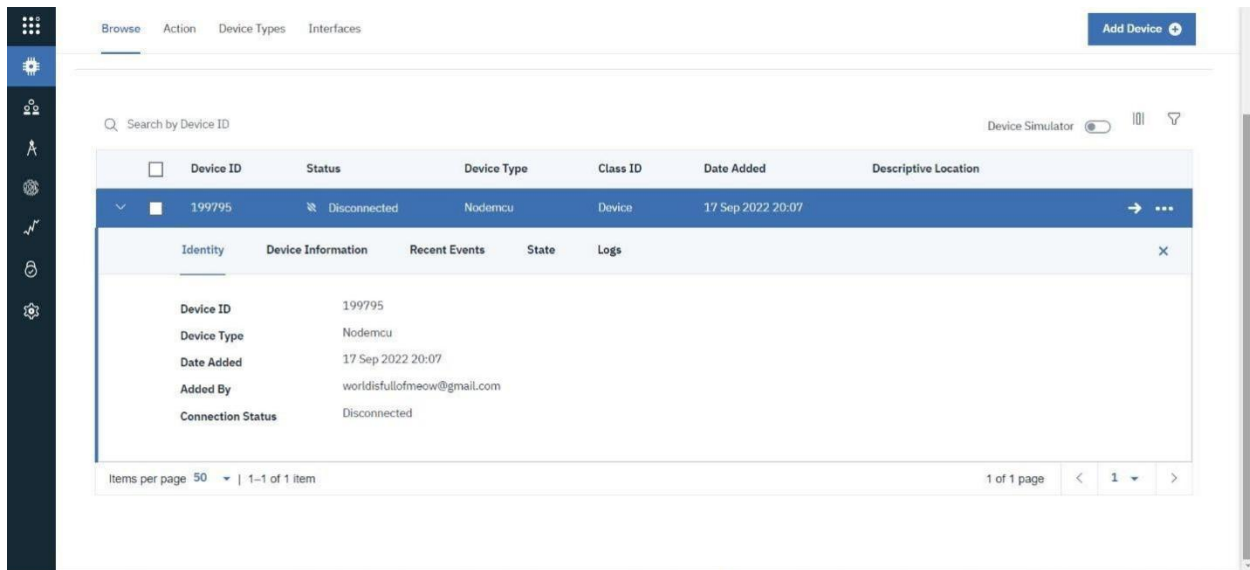 Browse Action Device Types Interfaces Add Device
Search by Device ID Device Simulator
Device ID Status Device Type Class ID Date Added Descriptive Location
199795 Disconnected Nodemcu Device 17 Sep 2022 20:07
Identity Device Information Recent Events State Logs
Device ID 199795
Device Type Nodemcu
Date Added 17 Sep 2022 20:07
Added By worldisfullofmeow@gmail.com
Connection Status Disconnected
Items per page 50 | 1–1 of 1 item 1 of 1 page 1